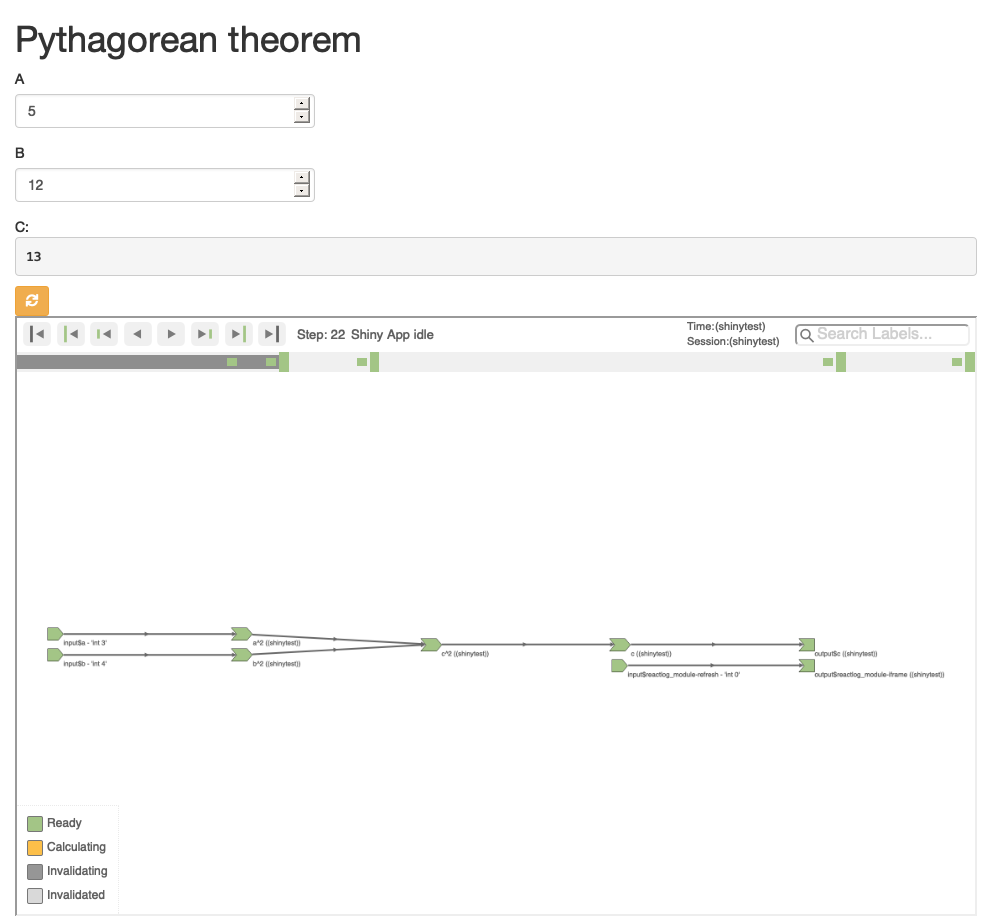 Pythagorean theorem
A
5
B
12
C:
13
Step: 22 Shiny App idle
Time:(shinytest)
Session:(shinytest)
Search Labels...
input$a - 'int 3'
a^2 ((shinytest))
input$b - 'int 4'
b^2 ((shinytest))
c^2 ((shinytest))
c ((shinytest))
output$c ((shinytest))
input$reactlog_module-refresh - 'int 0'
output$reactlog_module-iframe ((shinytest))
Ready
Calculating
Invalidating
Invalidated